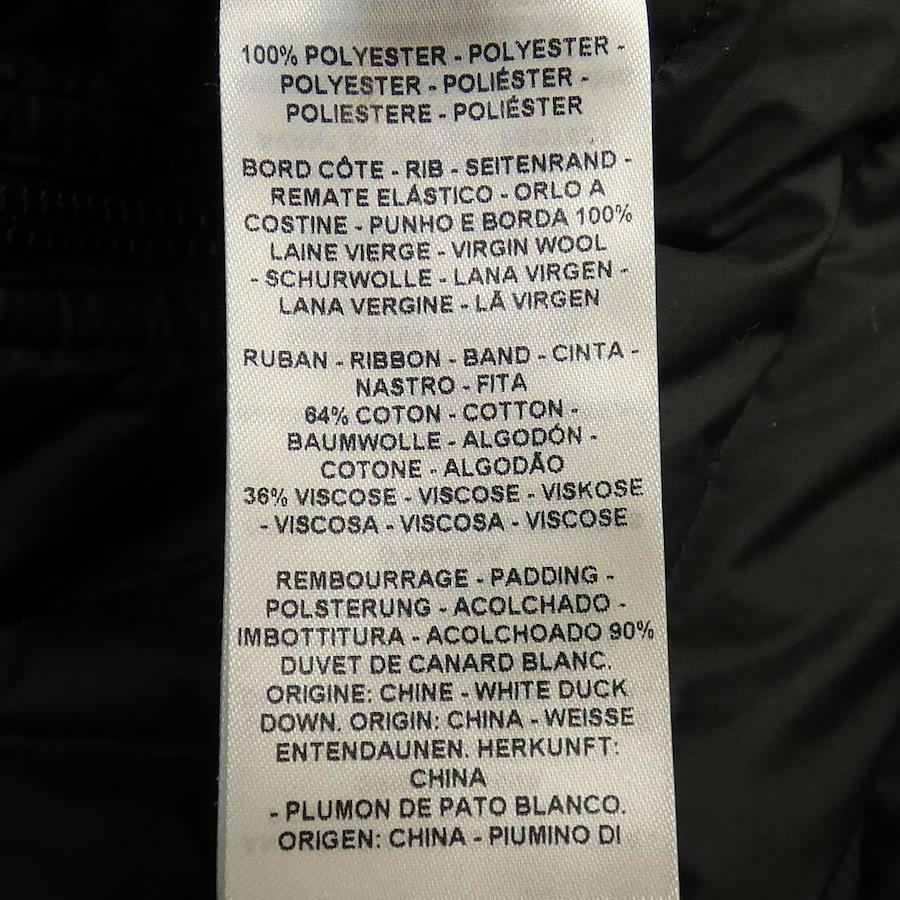 100% POLYESTER - POLYESTER -
POLYESTER - POLIÉSTER -
POLIESTERE - POLIÉSTER
BORD CÔTE - RIB - SEITENRAND -
REMATE ELÁSTICO - ORLO A
COSTINE - PUNHO E BORDA 100%
LAINE VIERGE - VIRGIN WOOL
- SCHURWOLLE - LANA VIRGEN -
LANA VERGINE - LÃ VIRGEN
RUBAN - RIBBON - BAND - CINTA -
NASTRO - FITA
64% COTON - COTTON -
BAUMWOLLE - ALGODÓN -
COTONE - ALGODÃO
36% VISCOSE - VISCOSE - VISKOSE
- VISCOSA - VISCOSA - VISCOSE
REMBOURRAGE - PADDING -
POLSTERUNG - ACOLCHADO -
IMBOTTITURA - ACOLCHOADO 90%
DUVET DE CANARD BLANC.
ORIGINE: CHINE - WHITE DUCK
DOWN. ORIGIN: CHINA - WEISSE
ENTENDAUNEN. HERKUNFT:
CHINA
- PLUMON DE PATO BLANCO.
ORIGEN: CHINA - PIUMINO DI